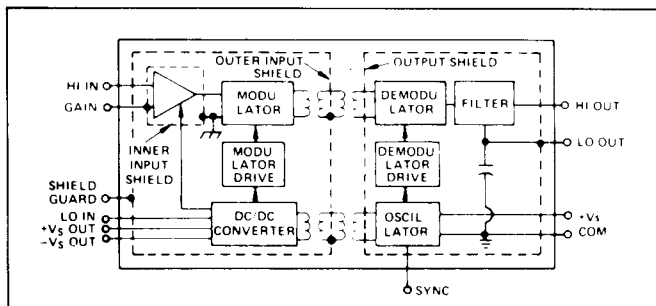 OUTER INPUT
SHIELD
OUTPUT SHIELD
HI IN
GAIN
MODU
LATOR
DEMODU
LATOR
FILTER
HI OUT
INNER
INPUT
SHIELD
MODU
LATOR
DRIVE
DEMODU
LATOR
DRIVE
LO OUT
SHIELD
GUARD
LO IN
+VS OUT
−VS OUT
DC/DC
CONVERTER
OSCIL
LATOR
+Vs
COM
SYNC